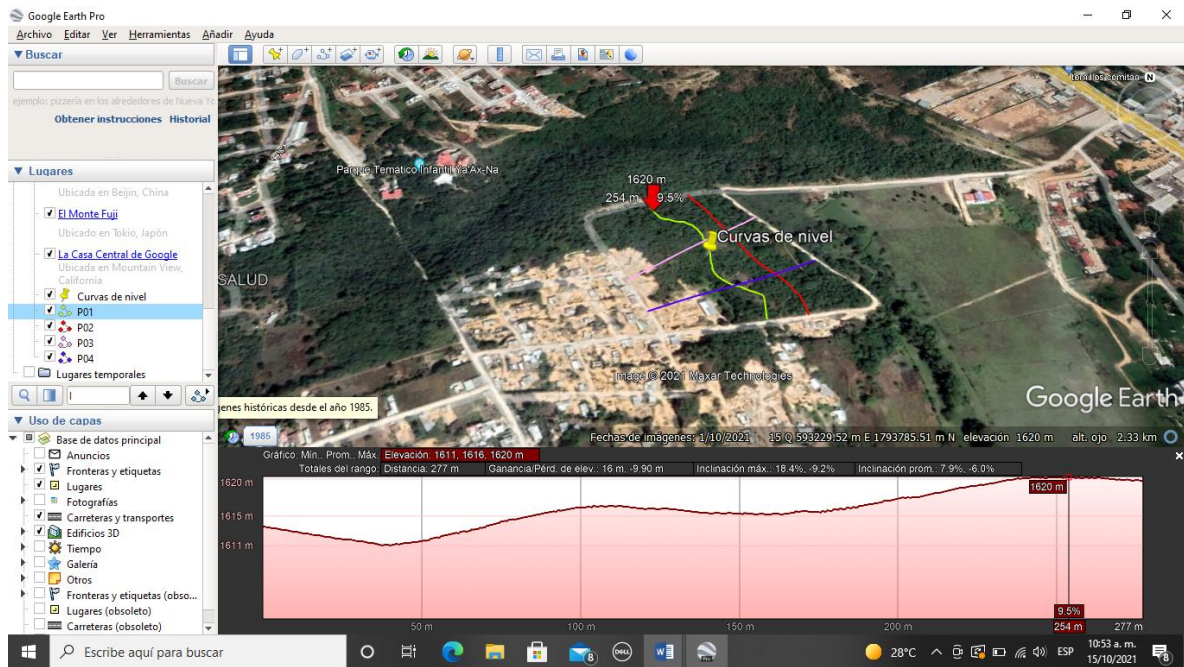 Google Earth Pro
Archivo Editar Ver Herramientas Añadir Ayuda
Buscar
Buscar
ejemplo: pizzería en los alrededores de Nueva Yo
Obtener instrucciones Historial
Lugares
Ubicada en Beijin, China
El Monte Fuji
Ubicado en Tokio, Japón
La Casa Central de Google
Ubicada en Mountain View,
California
Curvas de nivel
P01
P02
P03
P04
Lugares temporales
l
genes históricas desde el año 1985.
Uso de capas
Base de datos principal
Anuncios
Fronteras y etiquetas
Lugares
Fotografías
Carreteras y transportes
Edificios 3D
Tiempo
Galería
Otros
Fronteras y etiquetas (obso...
Lugares (obsoleto)
Carreteras (obsoleto)
tornillos comitan
N
Parque Tematico Infantil Ya'Ax-Na
1620 m
254 m 9.5%
Curvas de nivel
SALUD
Image © 2021 Maxar Technologies
Google Earth
1985
Fechas de imágenes: 1/10/2021 15 Q 593229.52 m E 1793785.51 m N elevación 1620 m alt. ojo 2.33 km
Gráfico: Mín., Prom., Máx. Elevación: 1611, 1616, 1620 m
Totales del rango: Distancia: 277 m Ganancia/Pérd. de elev.: 16 m, -9.90 m Inclinación máx.: 18.4%, -9.2% Inclinación prom.: 7.9%, -6.0%
1620 m
1620 m
1615 m
1611 m
9.5%
50 m 100 m 150 m 200 m 254 m 277 m
Escribe aquí para buscar
8
DELL
28°C
ESP
10:53 a. m.
15/10/2021
8